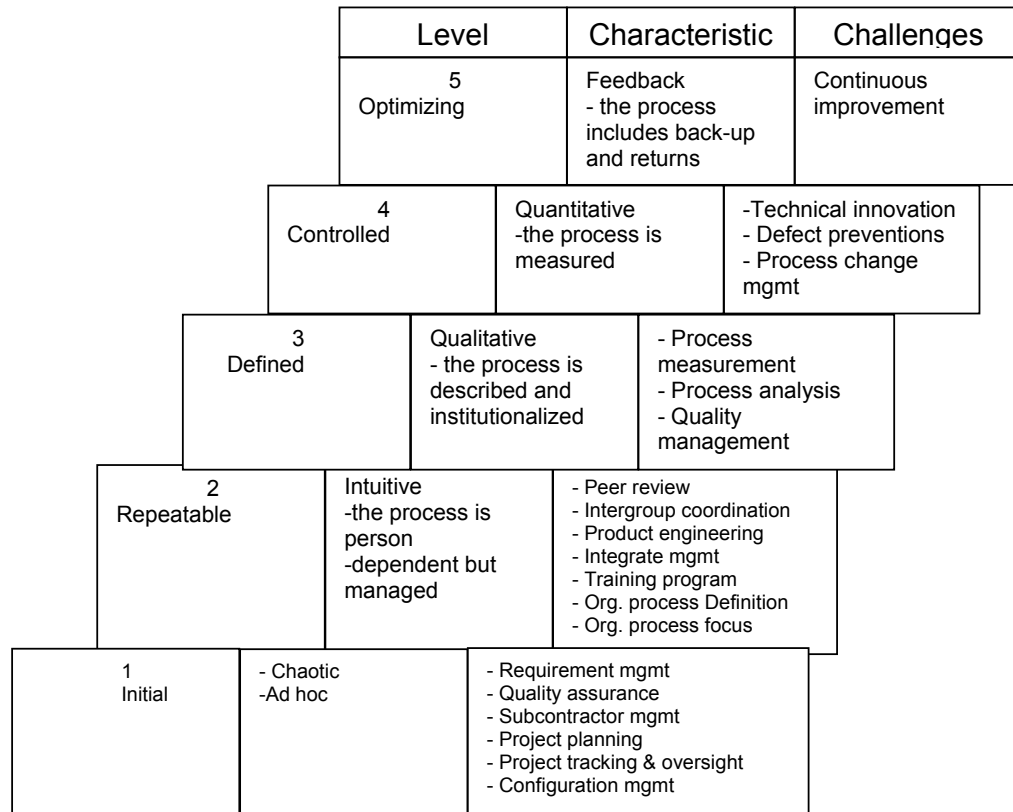 Level
Characteristic
Challenges
5
Optimizing
Feedback
- the process
includes back-up
and returns
Continuous
improvement
4
Controlled
Quantitative
-the process is
measured
-Technical innovation
- Defect preventions
- Process change
mgmt
3
Defined
Qualitative
- the process is
described and
institutionalized
- Process
measurement
- Process analysis
- Quality
management
2
Repeatable
Intuitive
-the process is
person
-dependent but
managed
- Peer review
- Intergroup coordination
- Product engineering
- Integrate mgmt
- Training program
- Org. process Definition
- Org. process focus
1
Initial
- Chaotic
-Ad hoc
- Requirement mgmt
- Quality assurance
- Subcontractor mgmt
- Project planning
- Project tracking & oversight
- Configuration mgmt